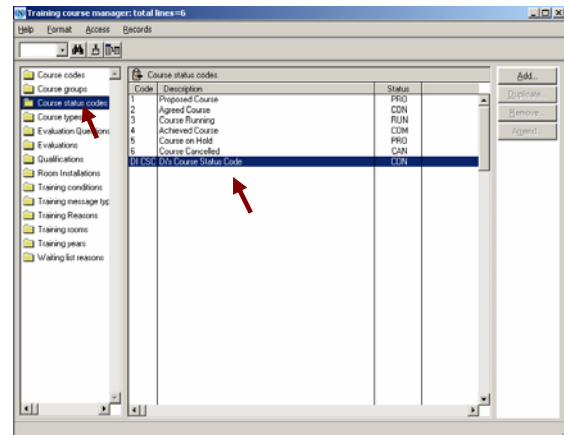 Training course manager: total lines=6
Help Format Access Records
Course codes
Course groups
Course status codes
Course types
Evaluation Questions
Evaluations
Qualifications
Room Installations
Training conditions
Training message typ
Training Reasons
Training rooms
Training years
Waiting list reasons
Course status codes
Code Description Status
1 Proposed Course PRO
2 Agreed Course CON
3 Course Running RUN
4 Achieved Course COM
5 Course on Hold PRO
6 Course Cancelled CAN
DI CSC Di's Course Status Code CON
Add...
Duplicate...
Remove...
Amend...